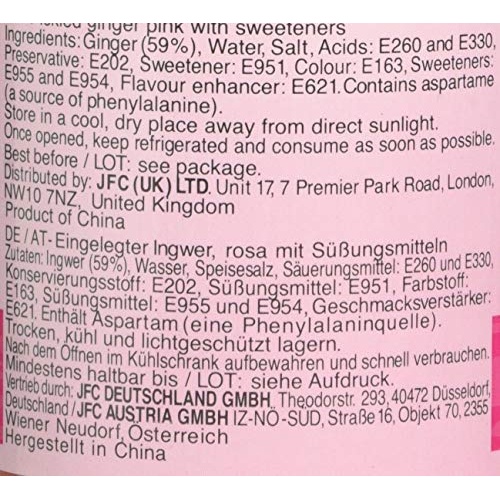 ginger pink with sweeteners
Ingredients: Ginger (59%), Water, Salt, Acids: E260 and E330,
Preservative: E202, Sweetener: E951, Colour: E163, Sweeteners:
E955 and E954, Flavour enhancer: E621. Contains aspartame
(a source of phenylalanine).
Store in a cool, dry place away from direct sunlight.
Once opened, keep refrigerated and consume as soon as possible.
Best before / LOT: see package.
Distributed by: JFC (UK) LTD. Unit 17, 7 Premier Park Road, London,
NW10 7NZ, United Kingdom
Product of China
DE / AT- Eingelegter Ingwer, rosa mit Süßungsmitteln
Zutaten: Ingwer (59%), Wasser, Speisesalz, Säuerungsmittel: E260 und E330,
Konservierungsstoff: E202, Süßungsmittel: E951, Farbstoff:
E163, Süßungsmittel: E955 und E954, Geschmacksverstärker:
E621. Enthält Aspartam (eine Phenylalaninquelle).
Trocken, kühl und lichtgeschützt lagern.
Nach dem Öffnen im Kühlschrank aufbewahren und schnell verbrauchen.
Mindestens haltbar bis / LOT: siehe Aufdruck.
Vertrieb durch: JFC DEUTSCHLAND GMBH, Theodorstr. 293, 40472 Düsseldorf,
Deutschland / JFC AUSTRIA GMBH IZ-NÖ-SUD, Straße 16, Objekt 70, 2355
Wiener Neudorf, Österreich
Hergestellt in China